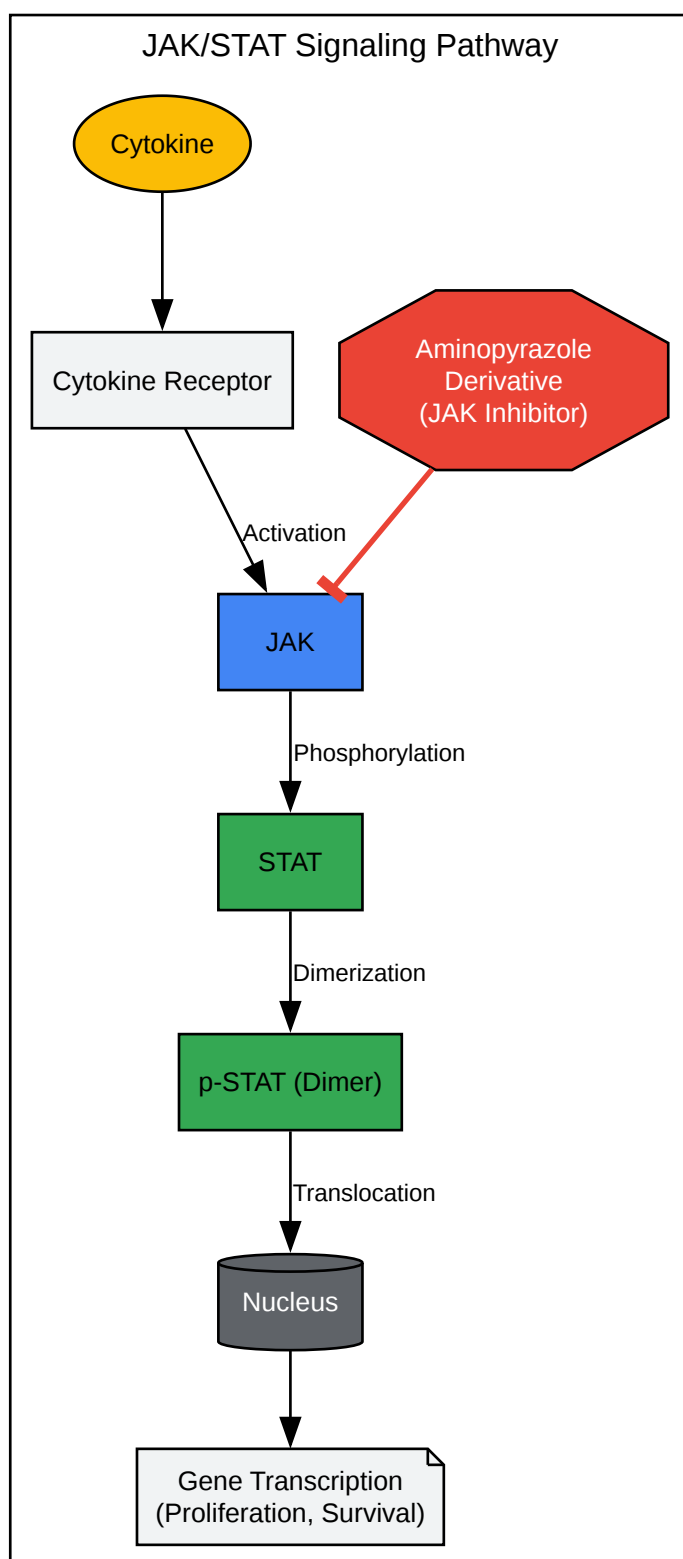 JAK/STAT Signaling Pathway
Cytokine
Cytokine Receptor
Aminopyrazole
Derivative
(JAK Inhibitor)
Activation
JAK
Phosphorylation
STAT
Dimerization
p-STAT (Dimer)
Translocation
Nucleus
Gene Transcription
(Proliferation, Survival)